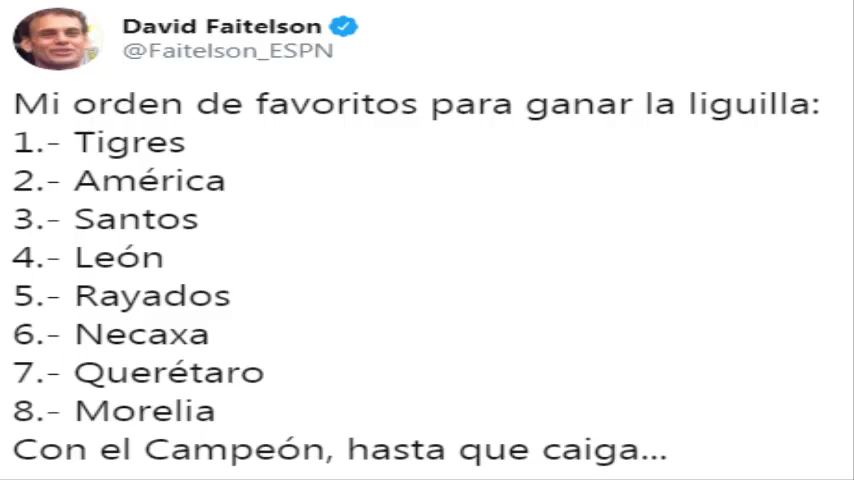 David Faitelson
@Faitelson_ESPN
Mi orden de favoritos para ganar la liguilla:
1.- Tigres
2.- América
3.- Santos
4.- León
5.- Rayados
6.- Necaxa
7.- Querétaro
8.- Morelia
Con el Campeón, hasta que caiga...